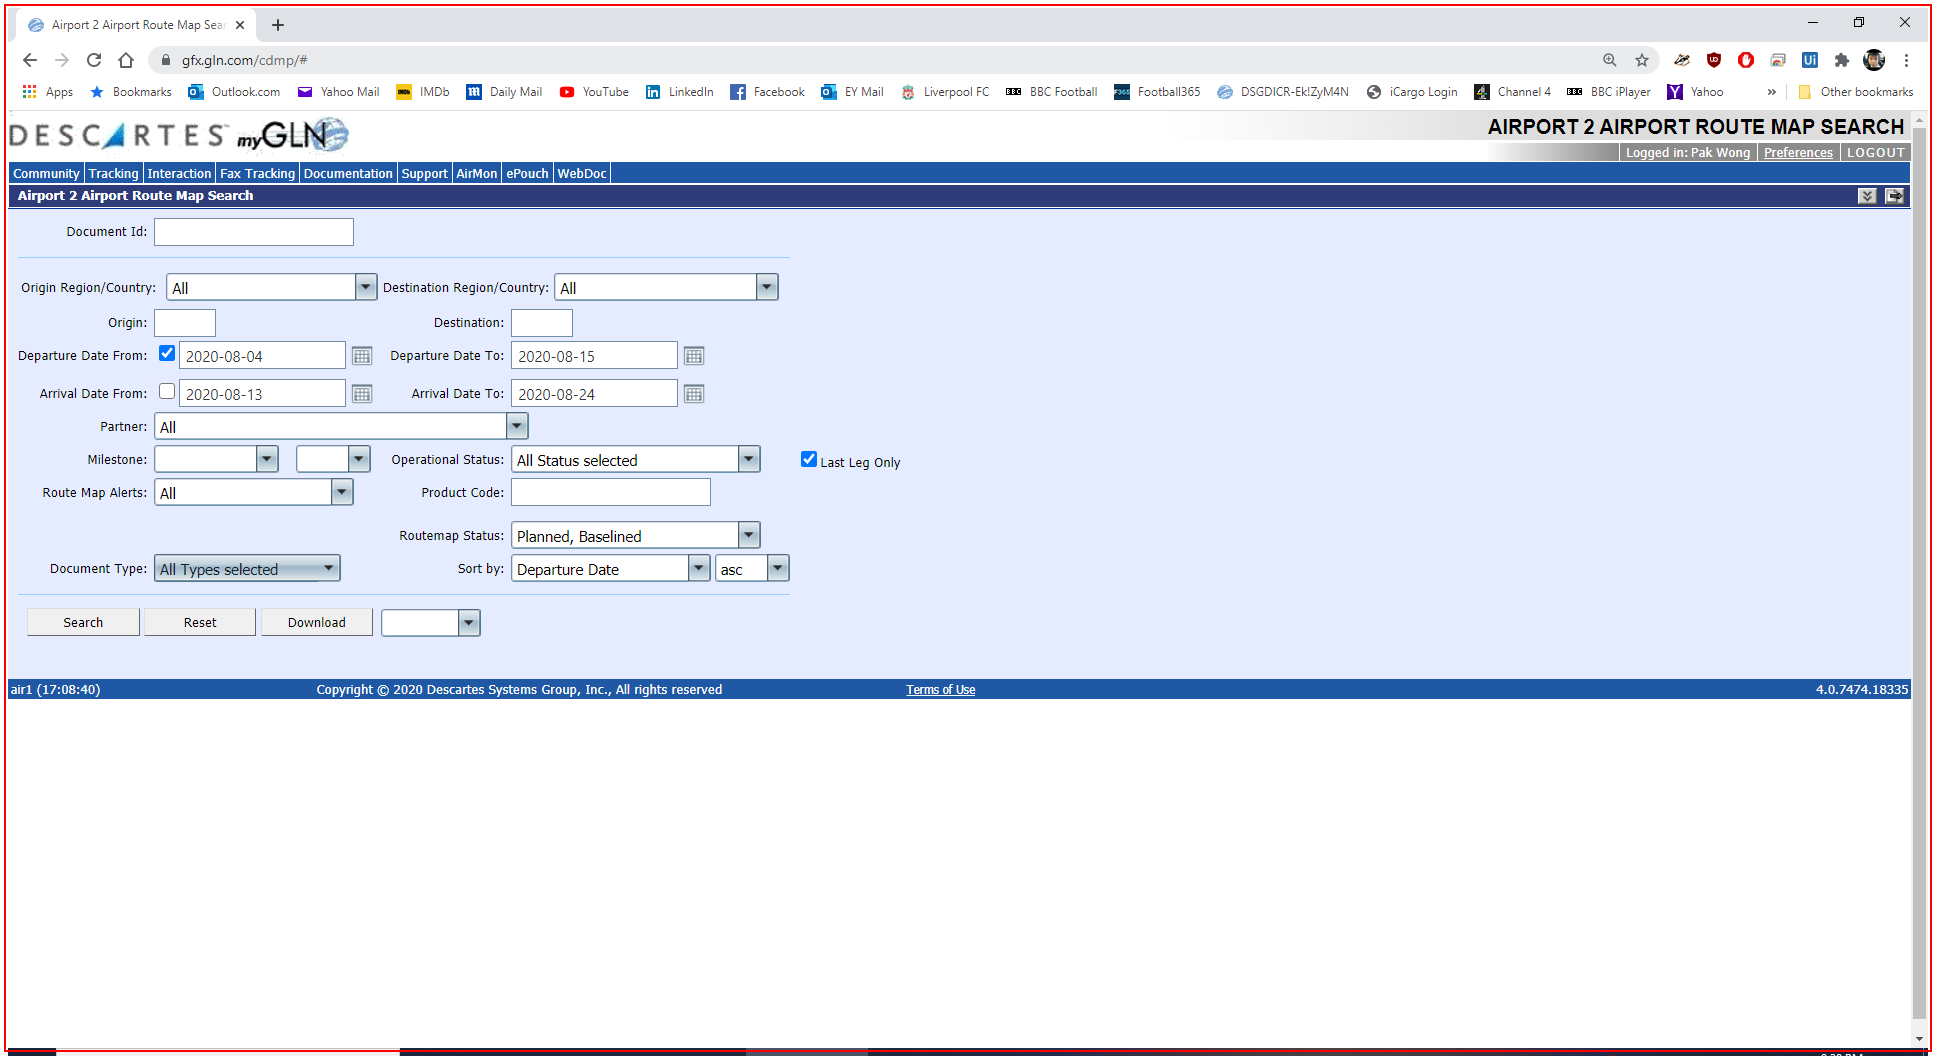 Airport 2 Airport Route Map Sear
gfx.gln.com/cdmp/#
Apps Bookmarks Outlook.com Yahoo Mail IMDb Daily Mail YouTube LinkedIn Facebook EY Mail Liverpool FC BBC Football Football365 DSGDICR-Ek!ZyM4N iCargo Login Channel 4 BBC iPlayer Yahoo » Other bookmarks
DESCARTES myGLN AIRPORT 2 AIRPORT ROUTE MAP SEARCH
Logged in: Pak Wong Preferences LOGOUT
Community Tracking Interaction Fax Tracking Documentation Support AirMon ePouch WebDoc
Airport 2 Airport Route Map Search
Document Id:
Origin Region/Country: All Destination Region/Country: All
Origin: Destination:
Departure Date From: 2020-08-04 Departure Date To: 2020-08-15
Arrival Date From: 2020-08-13 Arrival Date To: 2020-08-24
Partner: All
Milestone: Operational Status: All Status selected Last Leg Only
Route Map Alerts: All Product Code:
Routemap Status: Planned, Baselined
Document Type: All Types selected Sort by: Departure Date asc
Search Reset Download
air1 (17:08:40) Copyright © 2020 Descartes Systems Group, Inc., All rights reserved Terms of Use 4.0.7474.18335